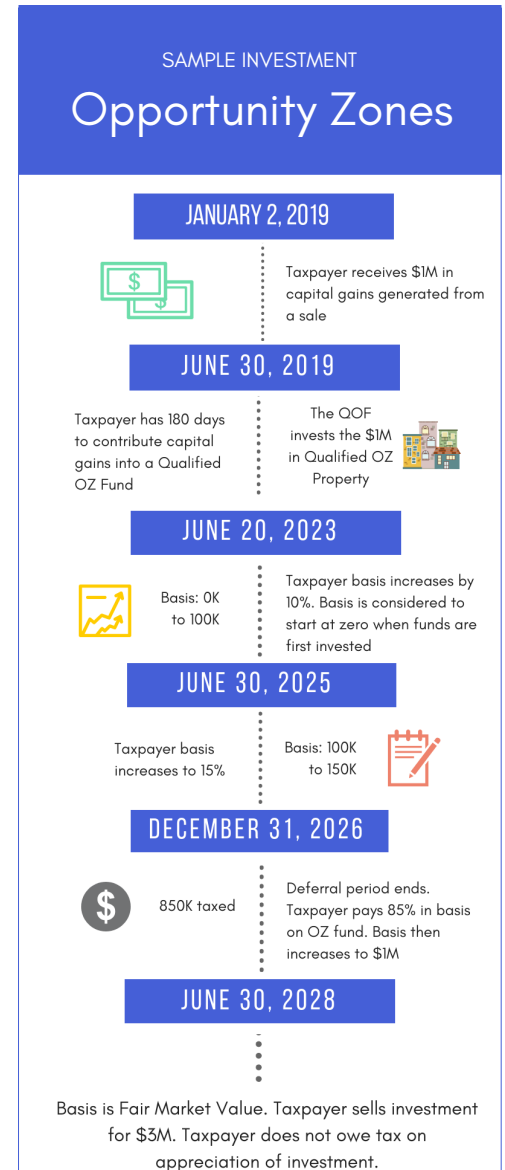 SAMPLE INVESTMENT
Opportunity Zones
JANUARY 2, 2019
$
$
Taxpayer receives $1M in
capital gains generated from
a sale
JUNE 30, 2019
Taxpayer has 180 days
to contribute capital
gains into a Qualified
OZ Fund
The QOF
invests the $1M
in Qualified OZ
Property
JUNE 20, 2023
Basis: 0K
to 100K
Taxpayer basis increases by
10%. Basis is considered to
start at zero when funds are
first invested
JUNE 30, 2025
Taxpayer basis
increases to 15%
Basis: 100K
to 150K
DECEMBER 31, 2026
$
850K taxed
Deferral period ends.
Taxpayer pays 85% in basis
on OZ fund. Basis then
increases to $1M
JUNE 30, 2028
Basis is Fair Market Value. Taxpayer sells investment
for $3M. Taxpayer does not owe tax on
appreciation of investment.